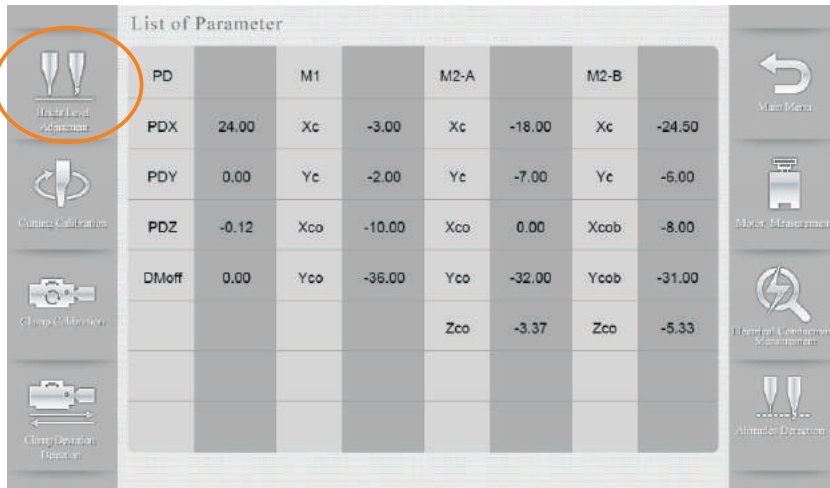 List of Parameter
Height Level
Adjustment
Cutting Calibration
Clamp Calibration
Clamp Deviation
Detection
PD M1 M2-A M2-B
PDX 24.00 Xc -3.00 Xc -18.00 Xc -24.50
PDY 0.00 Yc -2.00 Yc -7.00 Yc -6.00
PDZ -0.12 Xco -10.00 Xco 0.00 Xcob -8.00
DMoff 0.00 Yco -36.00 Yco -32.00 Ycob -31.00
Zco -3.37 Zco -5.33
Main Menu
Motor Measurement
Electrical Conductivity
Measurement
Altitudes Detection